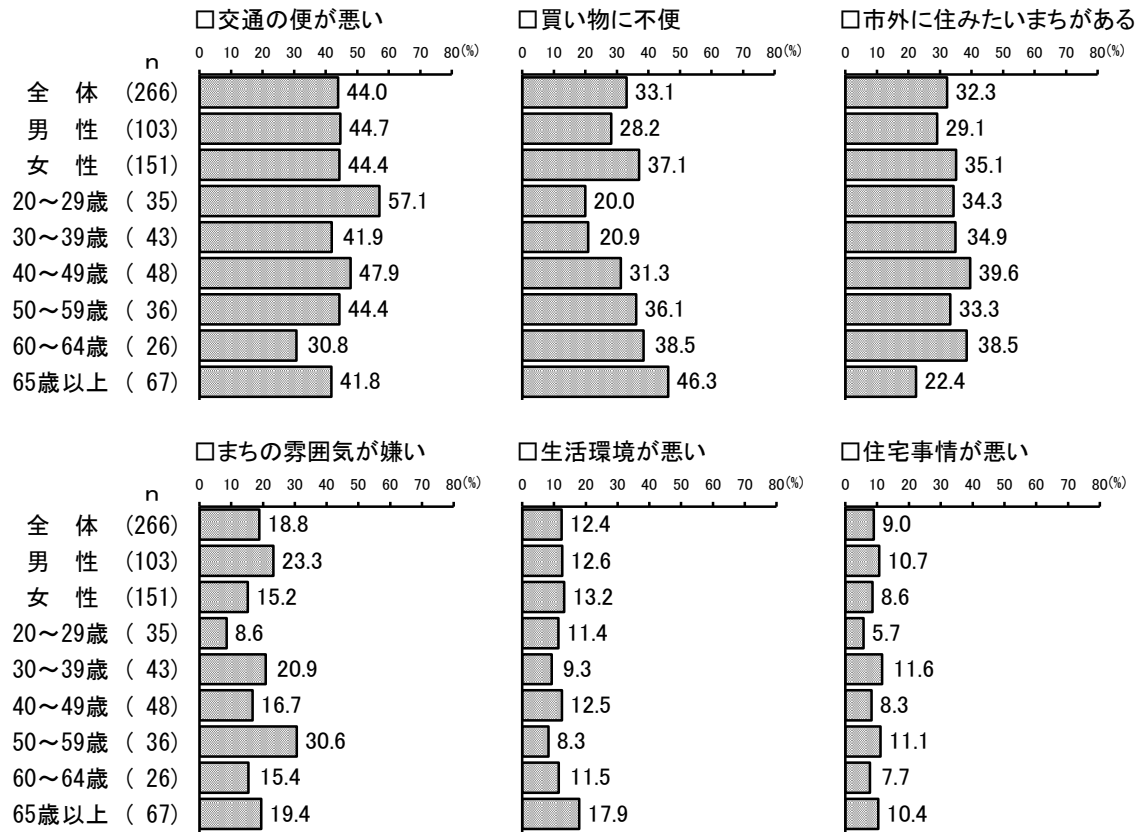 □交通の便が悪い □買い物に不便 □市外に住みたいまちがある
0 10 20 30 40 50 60 70 80(%) 0 10 20 30 40 50 60 70 80(%) 0 10 20 30 40 50 60 70 80(%)
n
全 体 (266) 44.0 33.1 32.3
男 性 (103) 44.7 28.2 29.1
女 性 (151) 44.4 37.1 35.1
20～29歳 ( 35) 57.1 20.0 34.3
30～39歳 ( 43) 41.9 20.9 34.9
40～49歳 ( 48) 47.9 31.3 39.6
50～59歳 ( 36) 44.4 36.1 33.3
60～64歳 ( 26) 30.8 38.5 38.5
65歳以上 ( 67) 41.8 46.3 22.4
□まちの雰囲気が嫌い □生活環境が悪い □住宅事情が悪い
0 10 20 30 40 50 60 70 80(%) 0 10 20 30 40 50 60 70 80(%) 0 10 20 30 40 50 60 70 80(%)
n
全 体 (266) 18.8 12.4 9.0
男 性 (103) 23.3 12.6 10.7
女 性 (151) 15.2 13.2 8.6
20～29歳 ( 35) 8.6 11.4 5.7
30～39歳 ( 43) 20.9 9.3 11.6
40～49歳 ( 48) 16.7 12.5 8.3
50～59歳 ( 36) 30.6 8.3 11.1
60～64歳 ( 26) 15.4 11.5 7.7
65歳以上 ( 67) 19.4 17.9 10.4